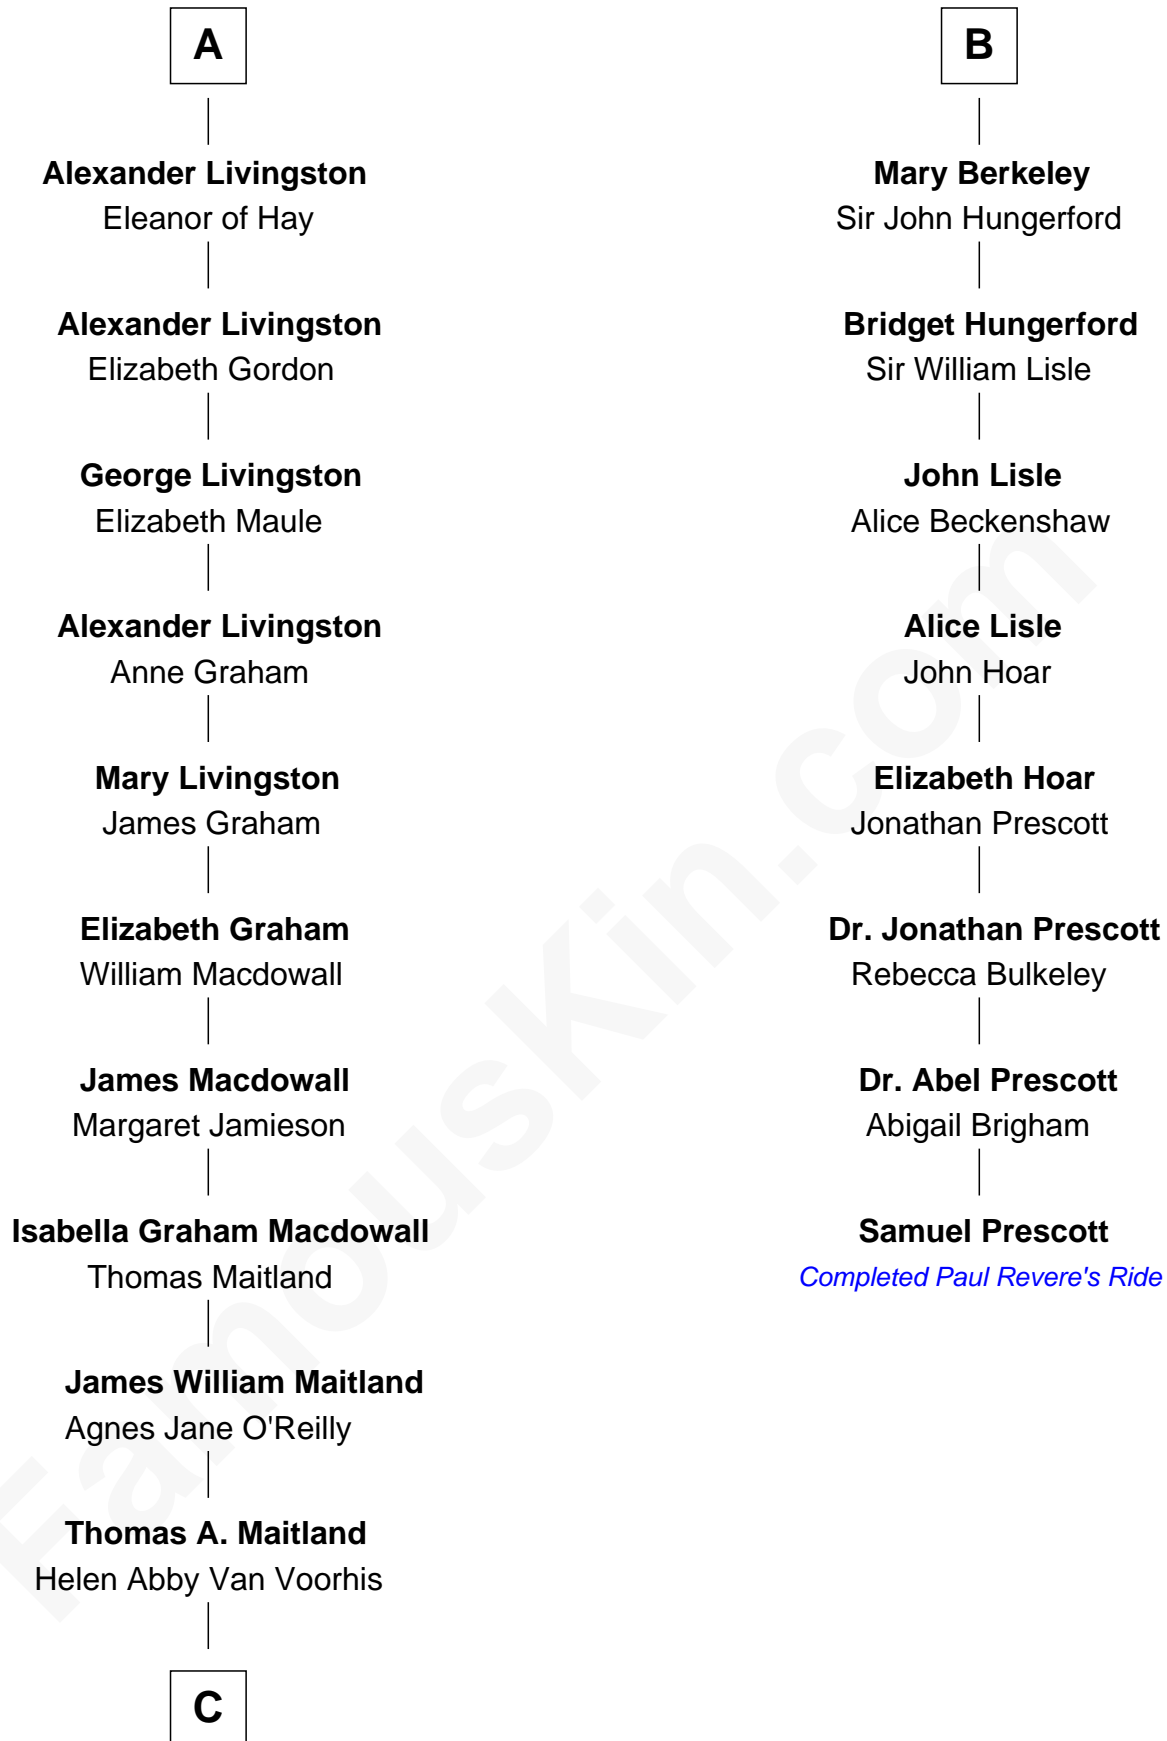 A
Alexander Livingston
Eleanor of Hay
Alexander Livingston
Elizabeth Gordon
George Livingston
Elizabeth Maule
Alexander Livingston
Anne Graham
Mary Livingston
James Graham
Elizabeth Graham
William Macdowall
James Macdowall
Margaret Jamieson
Isabella Graham Macdowall
Thomas Maitland
James William Maitland
Agnes Jane O'Reilly
Thomas A. Maitland
Helen Abby Van Voorhis
C
B
Mary Berkeley
Sir John Hungerford
Bridget Hungerford
Sir William Lisle
John Lisle
Alice Beckenshaw
Alice Lisle
John Hoar
Elizabeth Hoar
Jonathan Prescott
Dr. Jonathan Prescott
Rebecca Bulkeley
Dr. Abel Prescott
Abigail Brigham
Samuel Prescott
Completed Paul Revere's Ride
FamousKin.com